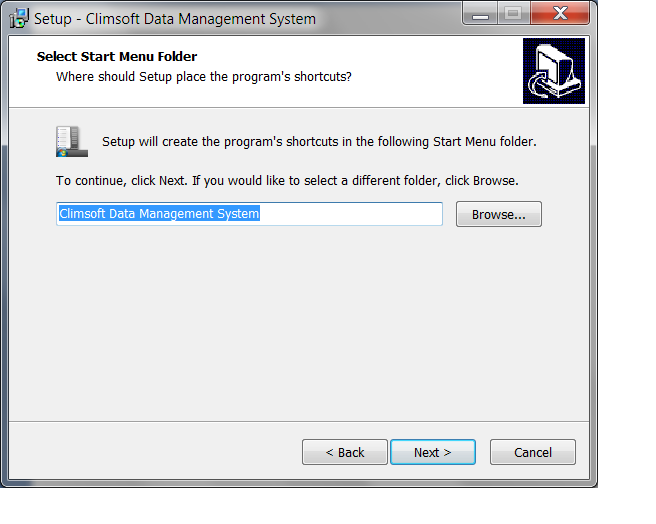 Setup - Climsoft Data Management System
Select Start Menu Folder
Where should Setup place the program's shortcuts?
Setup will create the program's shortcuts in the following Start Menu folder.
To continue, click Next. If you would like to select a different folder, click Browse.
Climsoft Data Management System
Browse...
< Back
Next >
Cancel